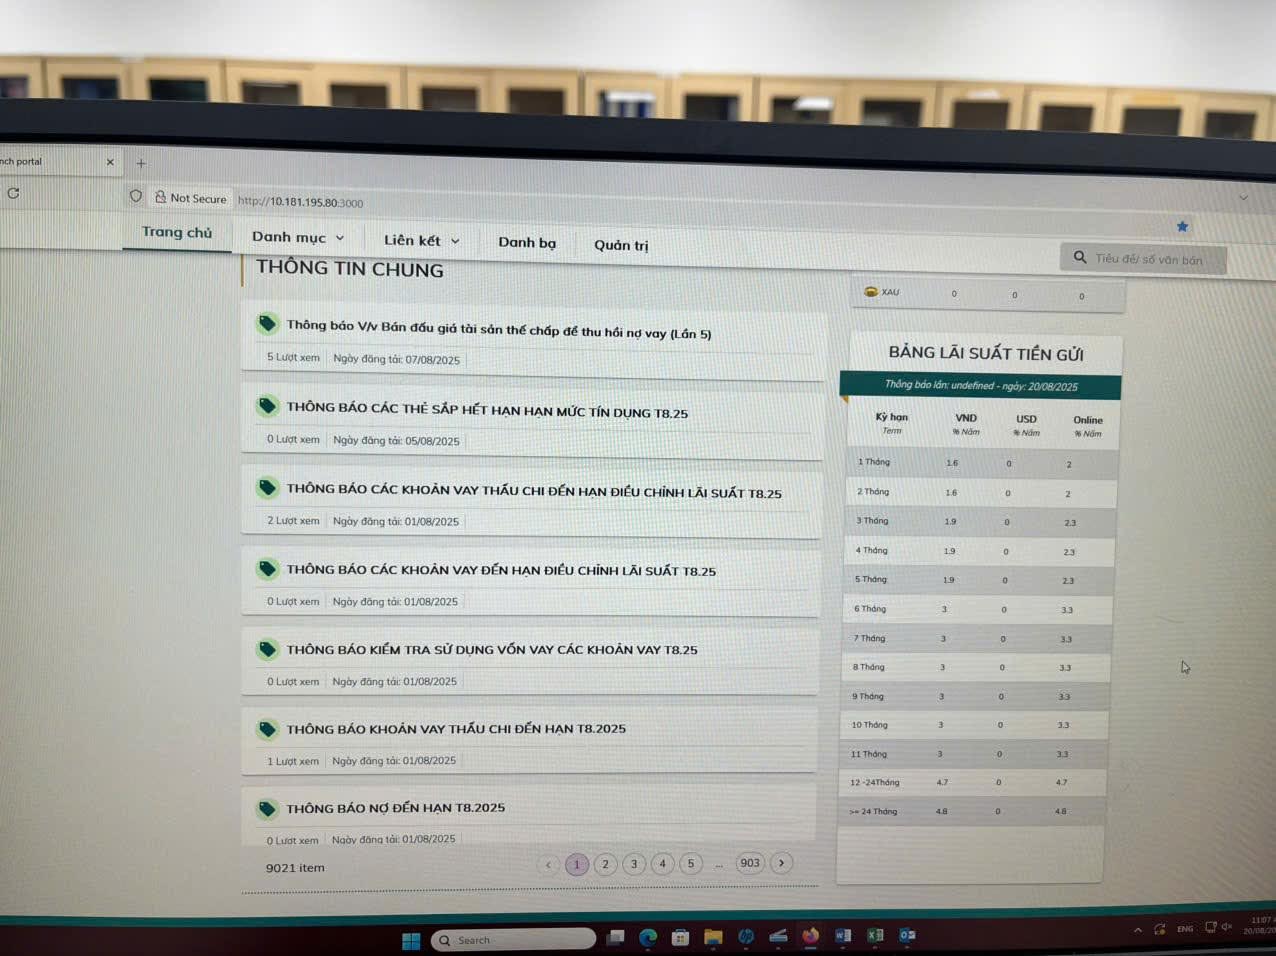 nch portal
Not Secure http://10.181.195.80:3000
Trang chủ Danh mục Liên kết Danh bạ Quản trị
Tiêu đề/ số văn bản
THÔNG TIN CHUNG
Thông báo V/v Bán đấu giá tài sản thế chấp để thu hồi nợ vay (Lần 5)
5 Lượt xem Ngày đăng tải: 07/08/2025
THÔNG BÁO CÁC THẺ SẮP HẾT HẠN HẠN MỨC TÍN DỤNG T8.25
0 Lượt xem Ngày đăng tải: 05/08/2025
THÔNG BÁO CÁC KHOẢN VAY THẤU CHI ĐẾN HẠN ĐIỀU CHỈNH LÃI SUẤT T8.25
2 Lượt xem Ngày đăng tải: 01/08/2025
THÔNG BÁO CÁC KHOẢN VAY ĐẾN HẠN ĐIỀU CHỈNH LÃI SUẤT T8.25
0 Lượt xem Ngày đăng tải: 01/08/2025
THÔNG BÁO KIỂM TRA SỬ DỤNG VỐN VAY CÁC KHOẢN VAY T8.25
0 Lượt xem Ngày đăng tải: 01/08/2025
THÔNG BÁO KHOẢN VAY THẤU CHI ĐẾN HẠN T8.2025
1 Lượt xem Ngày đăng tải: 01/08/2025
THÔNG BÁO NỢ ĐẾN HẠN T8.2025
0 Lượt xem Ngày đăng tải: 01/08/2025
9021 item
1 2 3 4 5 ... 903
XAU 0 0 0
BẢNG LÃI SUẤT TIỀN GỬI
Thông báo lần: undefined - ngày: 20/08/2025
Kỳ hạn VND USD Online
Term % Năm % Năm % Năm
1 Tháng 1.6 0 2
2 Tháng 1.6 0 2
3 Tháng 1.9 0 2.3
4 Tháng 1.9 0 2.3
5 Tháng 1.9 0 2.3
6 Tháng 3 0 3.3
7 Tháng 3 0 3.3
8 Tháng 3 0 3.3
9 Tháng 3 0 3.3
10 Tháng 3 0 3.3
11 Tháng 3 0 3.3
12 -24Tháng 4.7 0 4.7
>= 24 Tháng 4.8 0 4.8
Search
ENG
11:07
20/08/20